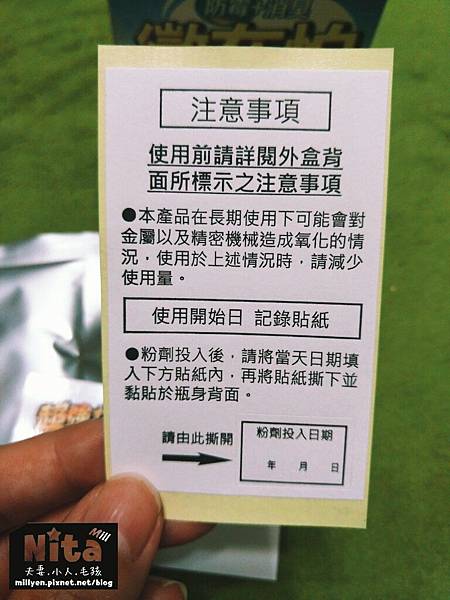 防霉+消臭
注意事項
使用前請詳閱外盒背
面所標示之注意事項
●本產品在長期使用下可能會對
金屬以及精密機械造成氧化的情
況，使用於上述情況時，請減少
使用量。
使用開始日 記錄貼紙
●粉劑投入後，請將當天日期填
入下方貼紙內，再將貼紙撕下並
黏貼於瓶身背面。
請由此撕開
粉劑投入日期
年 月 日
Nita Mill
夫妻.小人.毛孩
millyen.pixnet.net/blog